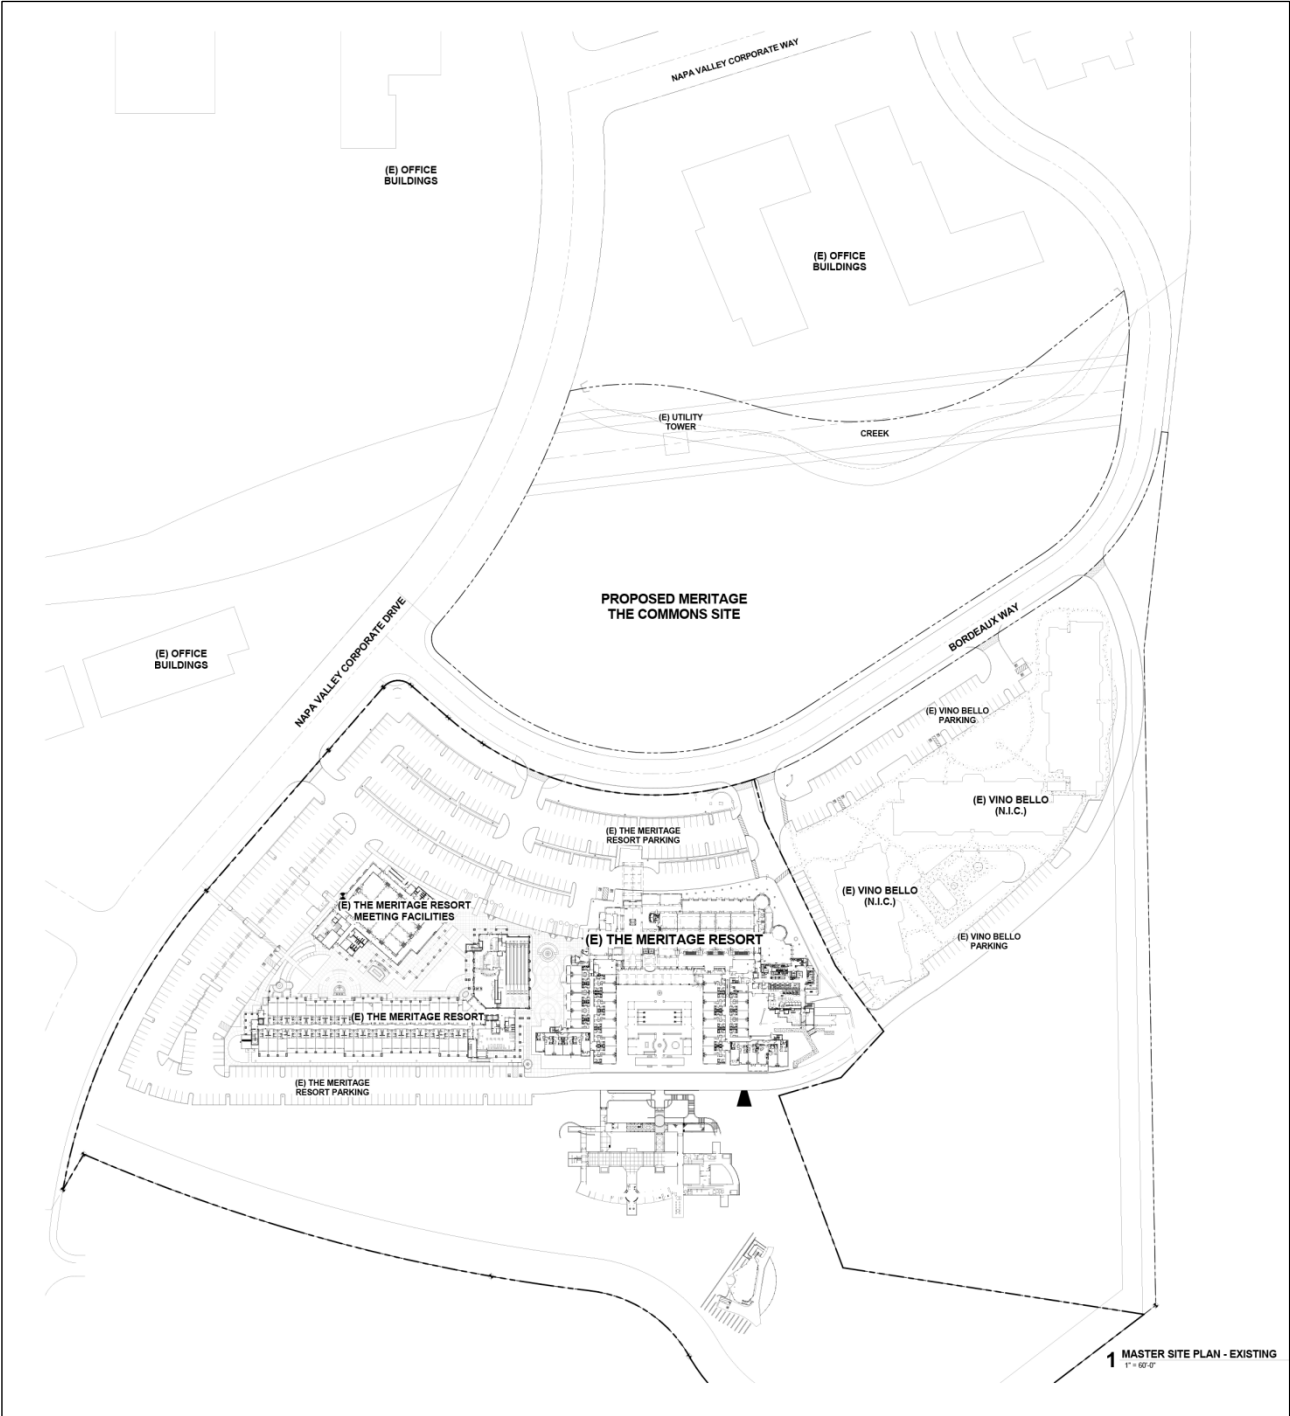 NAPA VALLEY CORPORATE WAY
(E) OFFICE
BUILDINGS
(E) OFFICE
BUILDINGS
(E) UTILITY
TOWER
CREEK
PROPOSED MERITAGE
THE COMMONS SITE
NAPA VALLEY CORPORATE DRIVE
BORDEAUX WAY
(E) OFFICE
BUILDINGS
(E) VINO BELLO
PARKING
(E) VINO BELLO
(N.I.C.)
(E) THE MERITAGE
RESORT PARKING
(E) VINO BELLO
(N.I.C.)
(E) THE MERITAGE RESORT
MEETING FACILITIES
(E) THE MERITAGE RESORT
(E) VINO BELLO
PARKING
(E) THE MERITAGE RESORT
(E) THE MERITAGE
RESORT PARKING
1 MASTER SITE PLAN - EXISTING
1" = 60'-0"